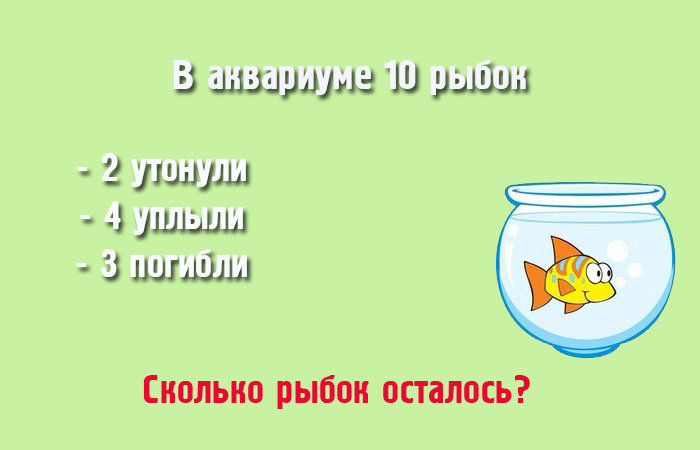 В аквариуме 10 рыбок
- 2 утонули
- 4 уплыли
- 3 погибли
Сколько рыбок осталось?